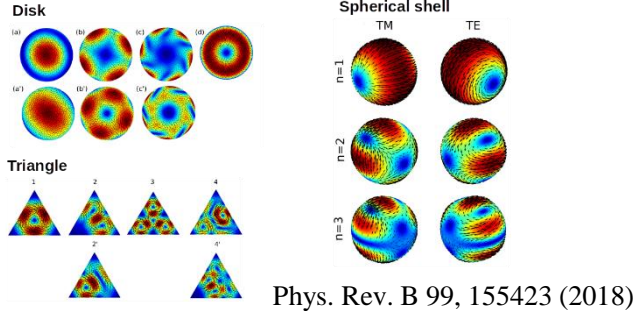 Disk
(a) (b) (c) (d)
(a') (b') (c')
Triangle
1 2 3 4
2' 4'
Spherical shell
TM TE
n=1
n=2
n=3
Phys. Rev. B 99, 155423 (2018)